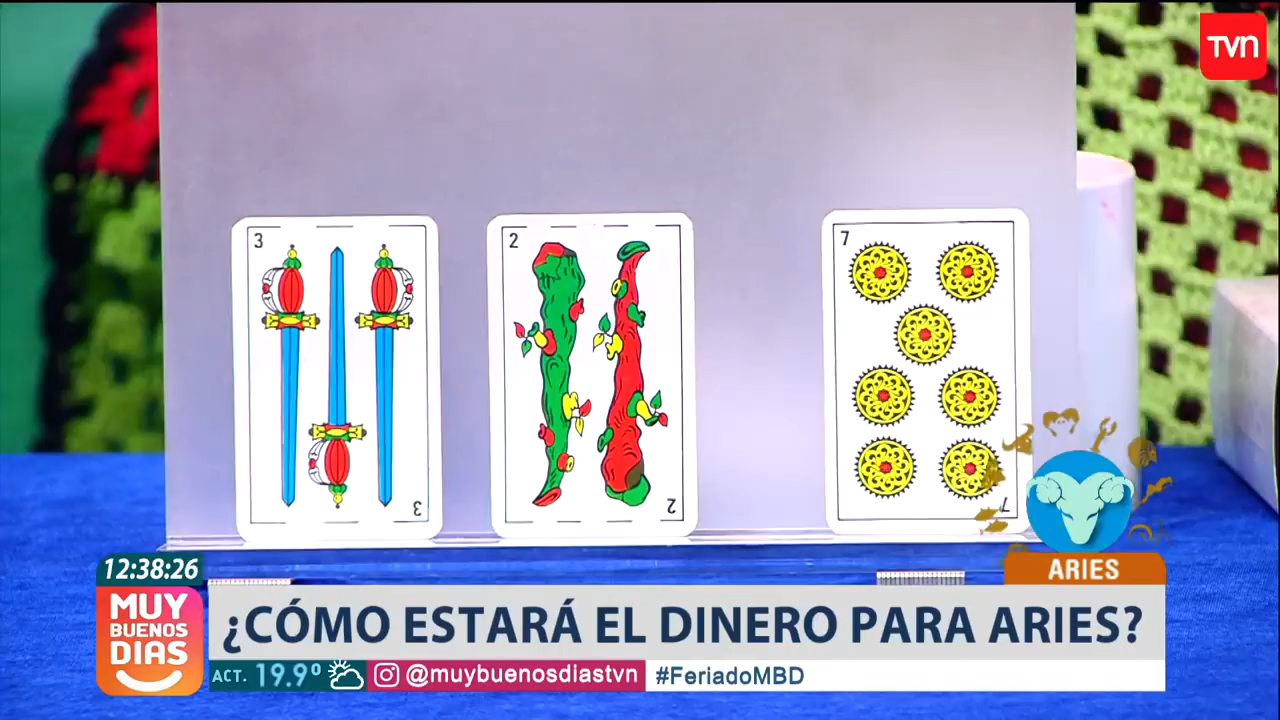 TVN
3
3
2
2
7
7
ARIES
12:38:26
MUY
BUENOS
DIAS
¿CÓMO ESTARÁ EL DINERO PARA ARIES?
ACT. 19.9º @muybuenosdiastvn #FeriadoMBD